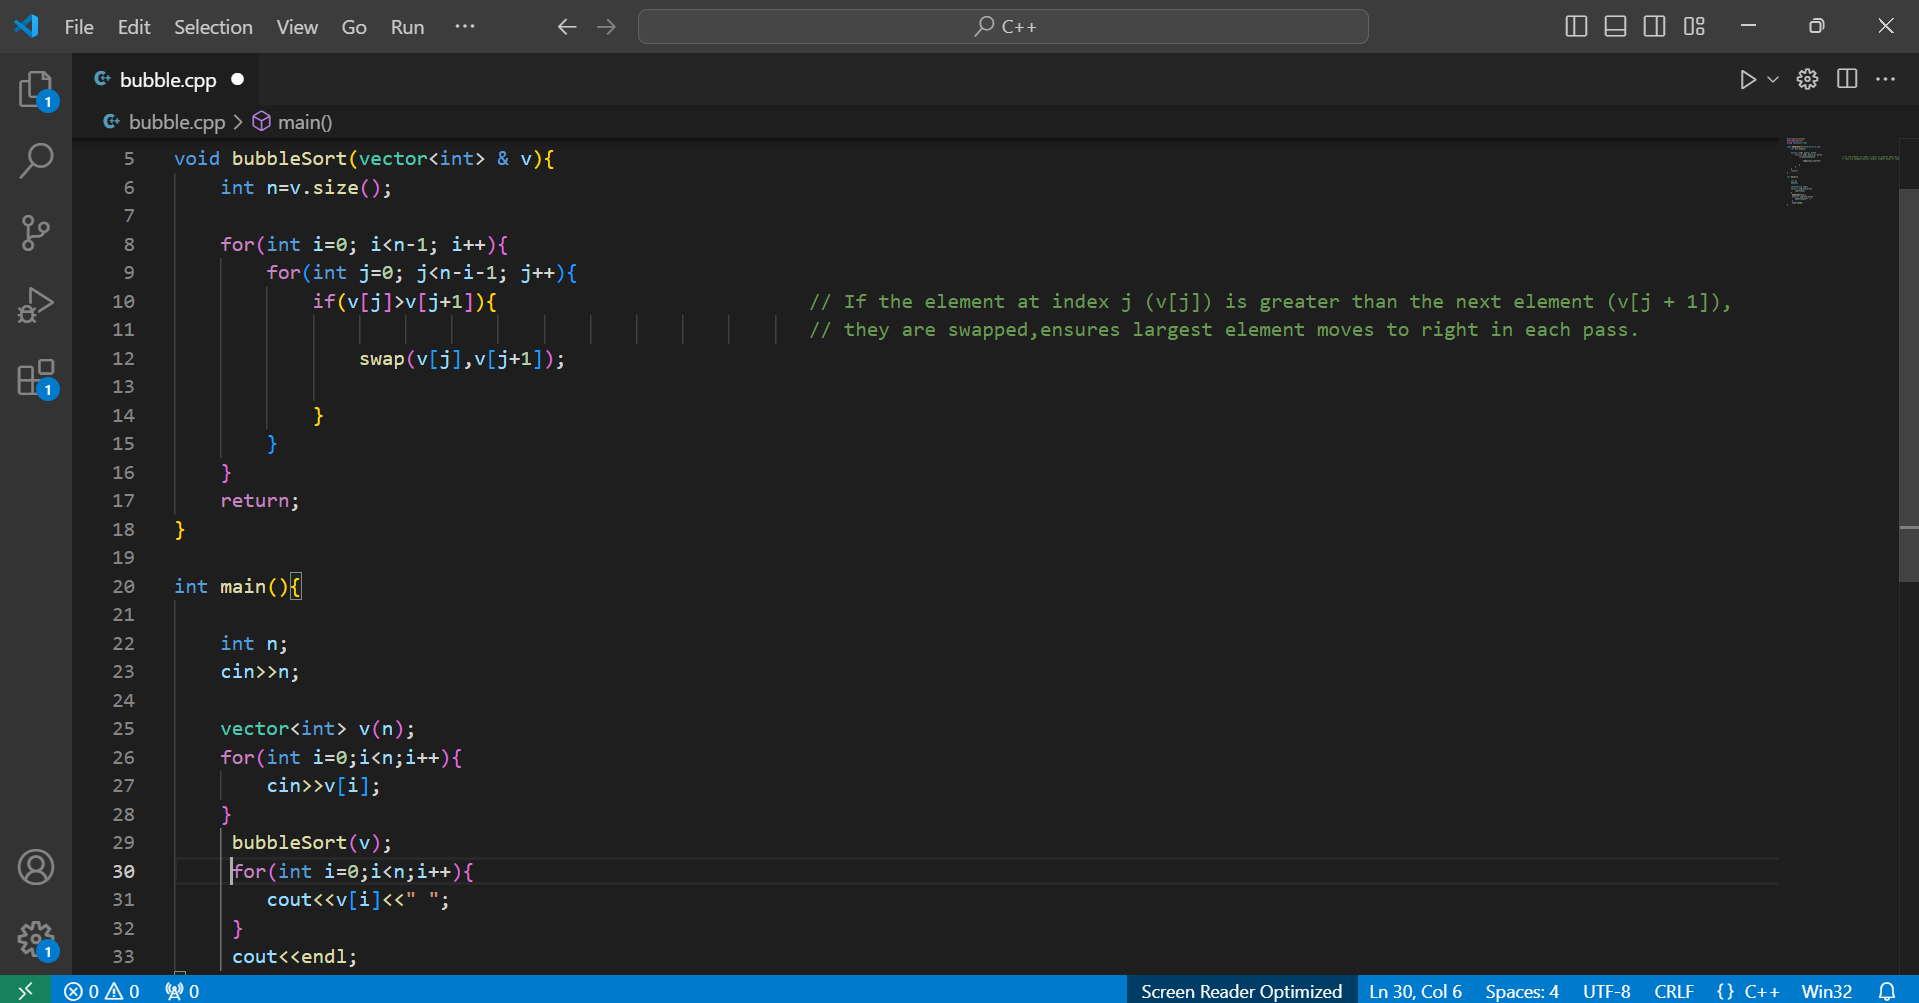 File Edit Selection View Go Run ··· C++
bubble.cpp
bubble.cpp > main()
5 void bubbleSort(vector<int> & v){
6 int n=v.size();
7
8 for(int i=0; i<n-1; i++){
9 for(int j=0; j<n-i-1; j++){
10 if(v[j]>v[j+1]){ // If the element at index j (v[j]) is greater than the next element (v[j + 1]),
11 // they are swapped,ensures largest element moves to right in each pass.
12 swap(v[j],v[j+1]);
13
14 }
15 }
16 }
17 return;
18 }
19
20 int main(){
21
22 int n;
23 cin>>n;
24
25 vector<int> v(n);
26 for(int i=0;i<n;i++){
27 cin>>v[i];
28 }
29 bubbleSort(v);
30 for(int i=0;i<n;i++){
31 cout<<v[i]<<" ";
32 }
33 cout<<endl;
1
1
1
0 0 0 Screen Reader Optimized Ln 30, Col 6 Spaces: 4 UTF-8 CRLF {} C++ Win32